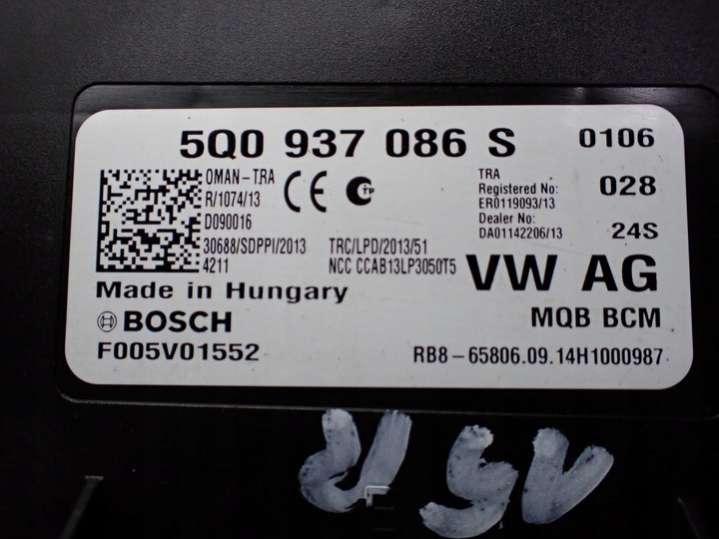 5Q0 937 086 S 0106
OMAN-TRA
R/1074/13
D090016
30688/SDPPI/2013
4211
CE
TRC/LPD/2013/51
NCC CCAB13LP3050T5
TRA
Registered No:
ER0119093/13
Dealer No:
DA01142206/13
028
24S
VW AG
Made in Hungary
BOSCH
MQB BCM
F005V01552
RB8-65806.09.14H1000987